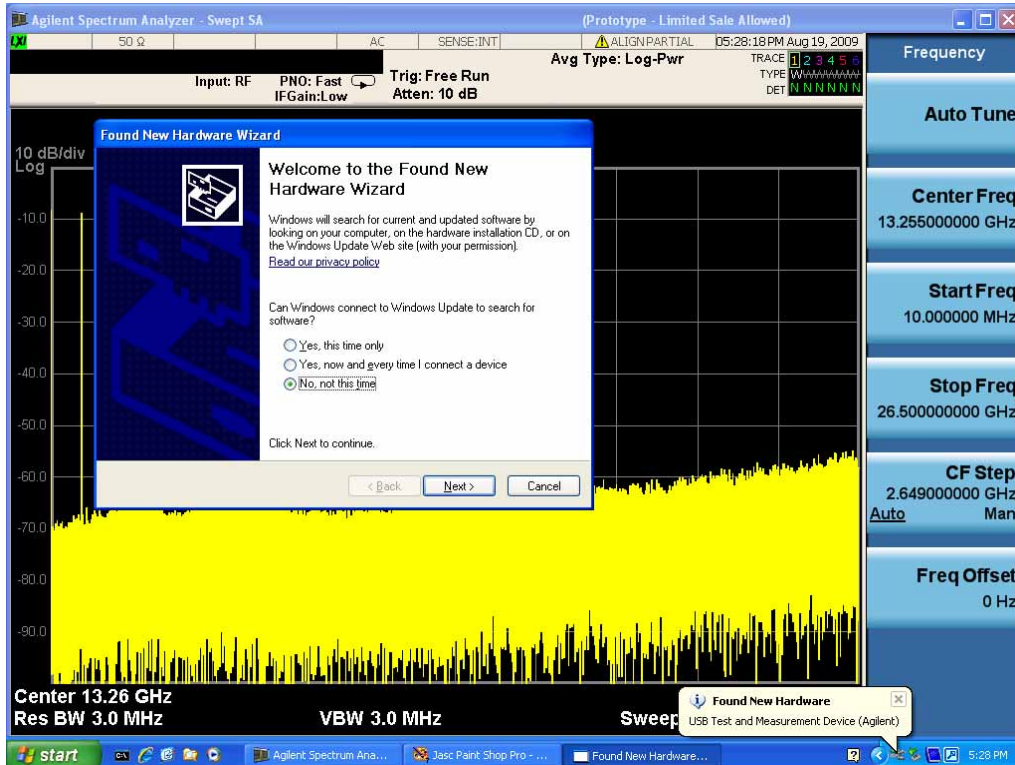 Agilent Spectrum Analyzer - Swept SA (Prototype - Limited Sale Allowed)
LXI 50 Ω AC SENSE:INT ALIGN PARTIAL 05:28:18 PM Aug 19, 2009
Input: RF PNO: Fast Trig: Free Run Avg Type: Log-Pwr TRACE 1 2 3 4 5 6
IFGain:Low Atten: 10 dB TYPE
DET N N N N N N
10 dB/div
Log
-10.0
-20.0
-30.0
-40.0
-50.0
-60.0
-70.0
-80.0
-90.0
Found New Hardware Wizard
Welcome to the Found New
Hardware Wizard
Windows will search for current and updated software by
looking on your computer, on the hardware installation CD, or on
the Windows Update Web site (with your permission).
Read our privacy policy
Can Windows connect to Windows Update to search for
software?
Yes, this time only
Yes, now and every time I connect a device
No, not this time
Click Next to continue.
< Back Next > Cancel
Center 13.26 GHz
Res BW 3.0 MHz VBW 3.0 MHz Sweep
Frequency
Auto Tune
Center Freq
13.255000000 GHz
Start Freq
10.000000 MHz
Stop Freq
26.500000000 GHz
CF Step
2.649000000 GHz
Auto Man
Freq Offset
0 Hz
Found New Hardware
USB Test and Measurement Device (Agilent)
start Agilent Spectrum Ana... Jasc Paint Shop Pro - ... Found New Hardware... 5:28 PM